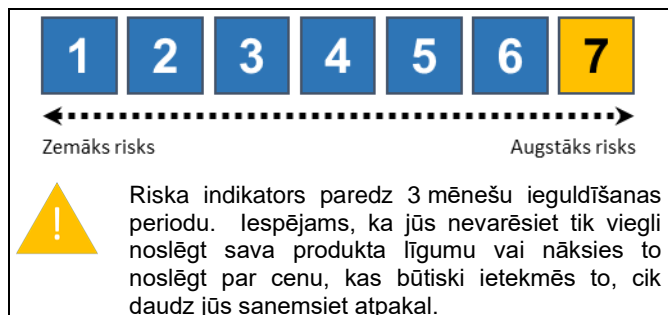 1 2 3 4 5 6 7
Zemāks risks Augstāks risks
!
Riska indikators paredz 3 mēnešu ieguldīšanas
periodu. Iespējams, ka jūs nevarēsiet tik viegli
noslēgt sava produkta līgumu vai nāksies to
noslēgt par cenu, kas būtiski ietekmēs to, cik
daudz jūs saņemsiet atpakaļ.